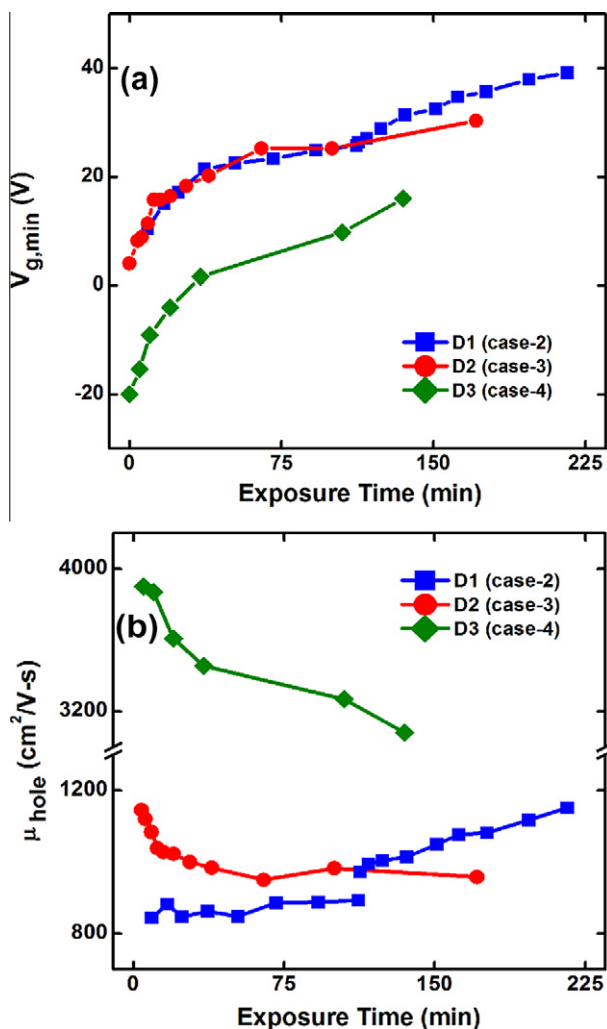 (a)
40
20
0
-20
V g,min (V)
D1 (case-2)
D2 (case-3)
D3 (case-4)
0 75 150 225
Exposure Time (min)
(b)
4000
3200
1200
800
μ hole (cm²/V-s)
D1 (case-2)
D2 (case-3)
D3 (case-4)
0 75 150 225
Exposure Time (min)